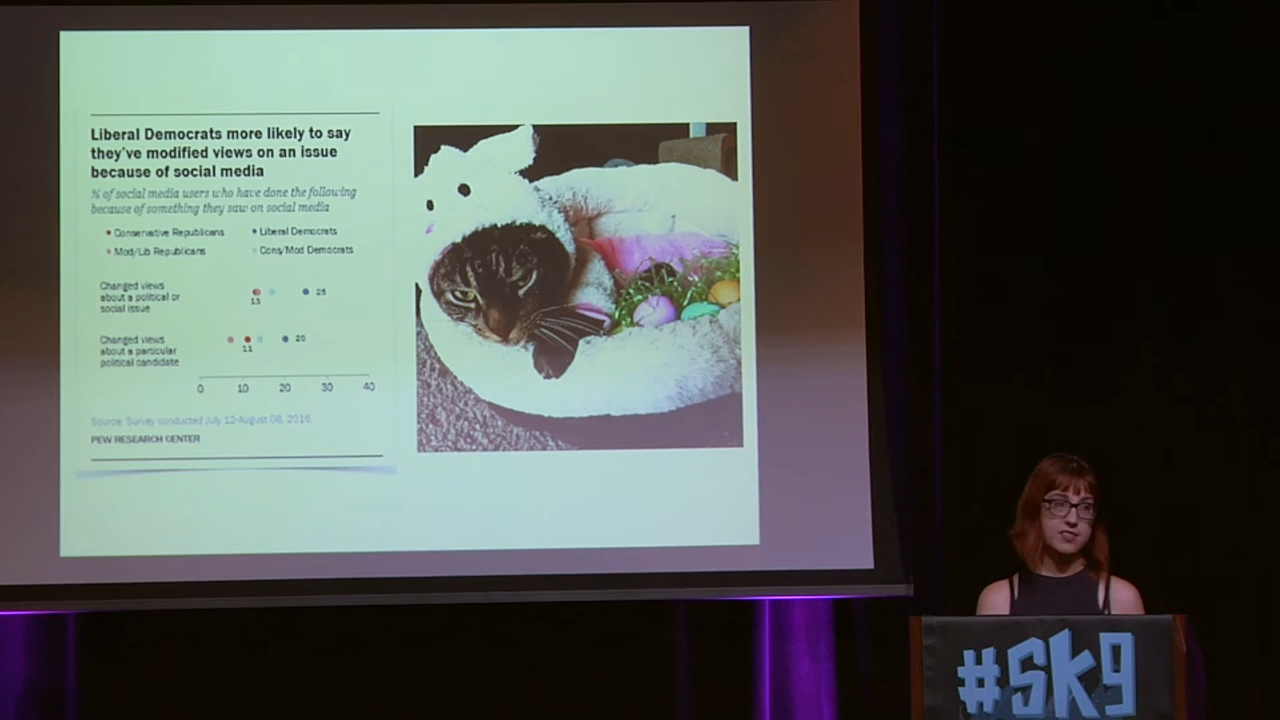 Liberal Democrats more likely to say
they've modified views on an issue
because of social media
% of social media users who have done the following
because of something they saw on social media
Conservative Republicans
Liberal Democrats
Mod/Lib Republicans
Cons/Mod Democrats
Changed views
about a political or
social issue
13
25
Changed views
about a particular
political candidate
11
20
0 10 20 30 40
Source: Survey conducted July 12-August 08, 2016.
PEW RESEARCH CENTER
#sk9